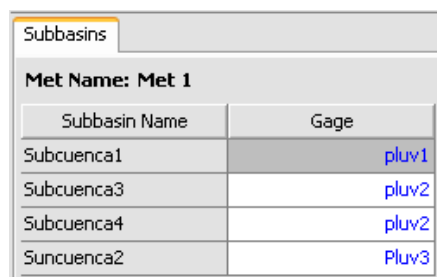 Subbasins
Met Name: Met 1
Subbasin Name Gage
Subcuenca1 pluv1
Subcuenca3 pluv2
Subcuenca4 pluv2
Suncuenca2 Pluv3